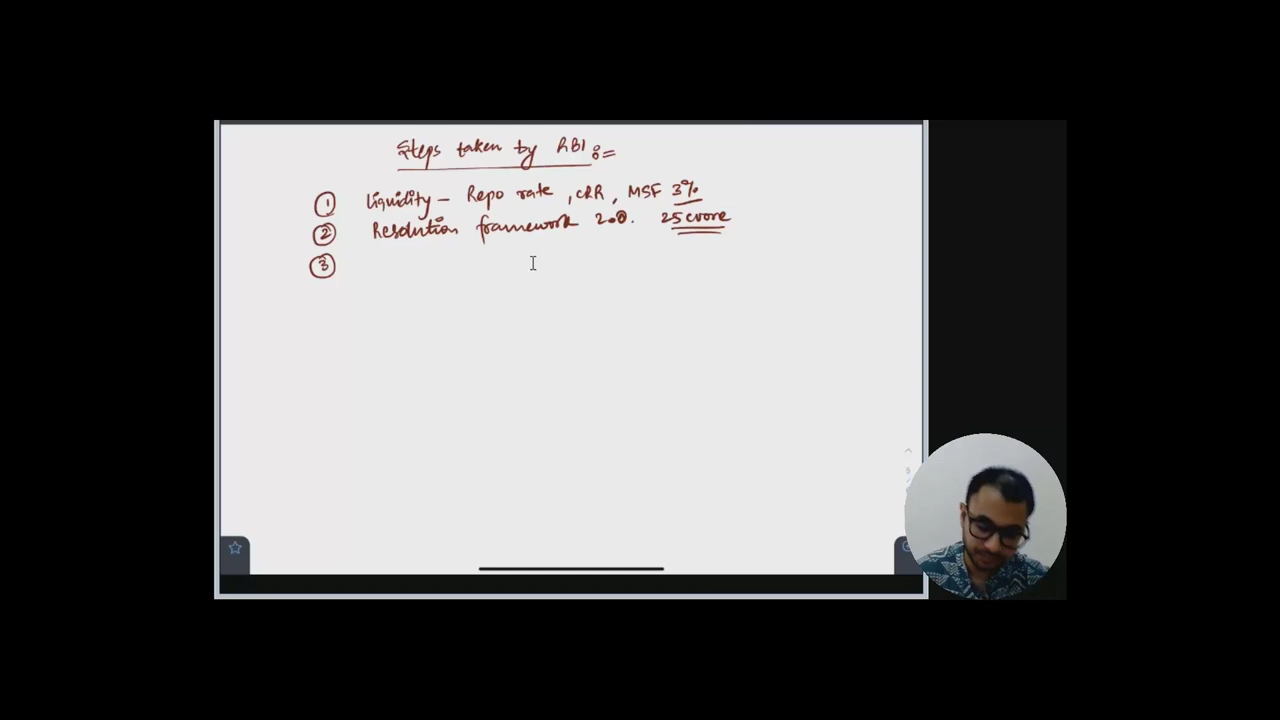 Steps taken by RBI :=
① Liquidity - Repo rate, CRR, MSF 3%
② Resolution framework 2.0. 25 crore
③